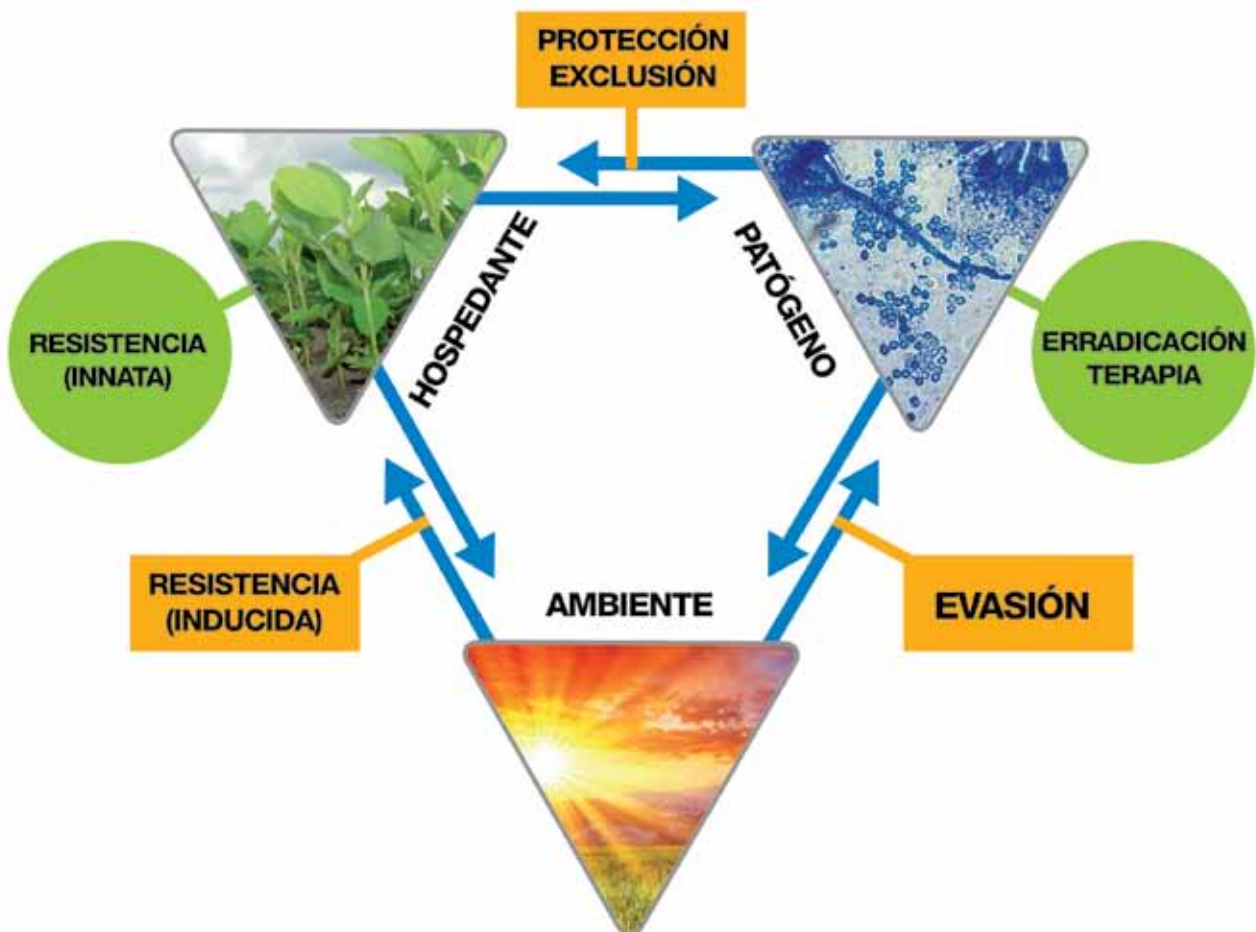 PROTECCIÓN
EXCLUSIÓN
HOSPEDANTE
PATÓGENO
RESISTENCIA
(INNATA)
ERRADICACIÓN
TERAPIA
RESISTENCIA
(INDUCIDA)
AMBIENTE
EVASIÓN